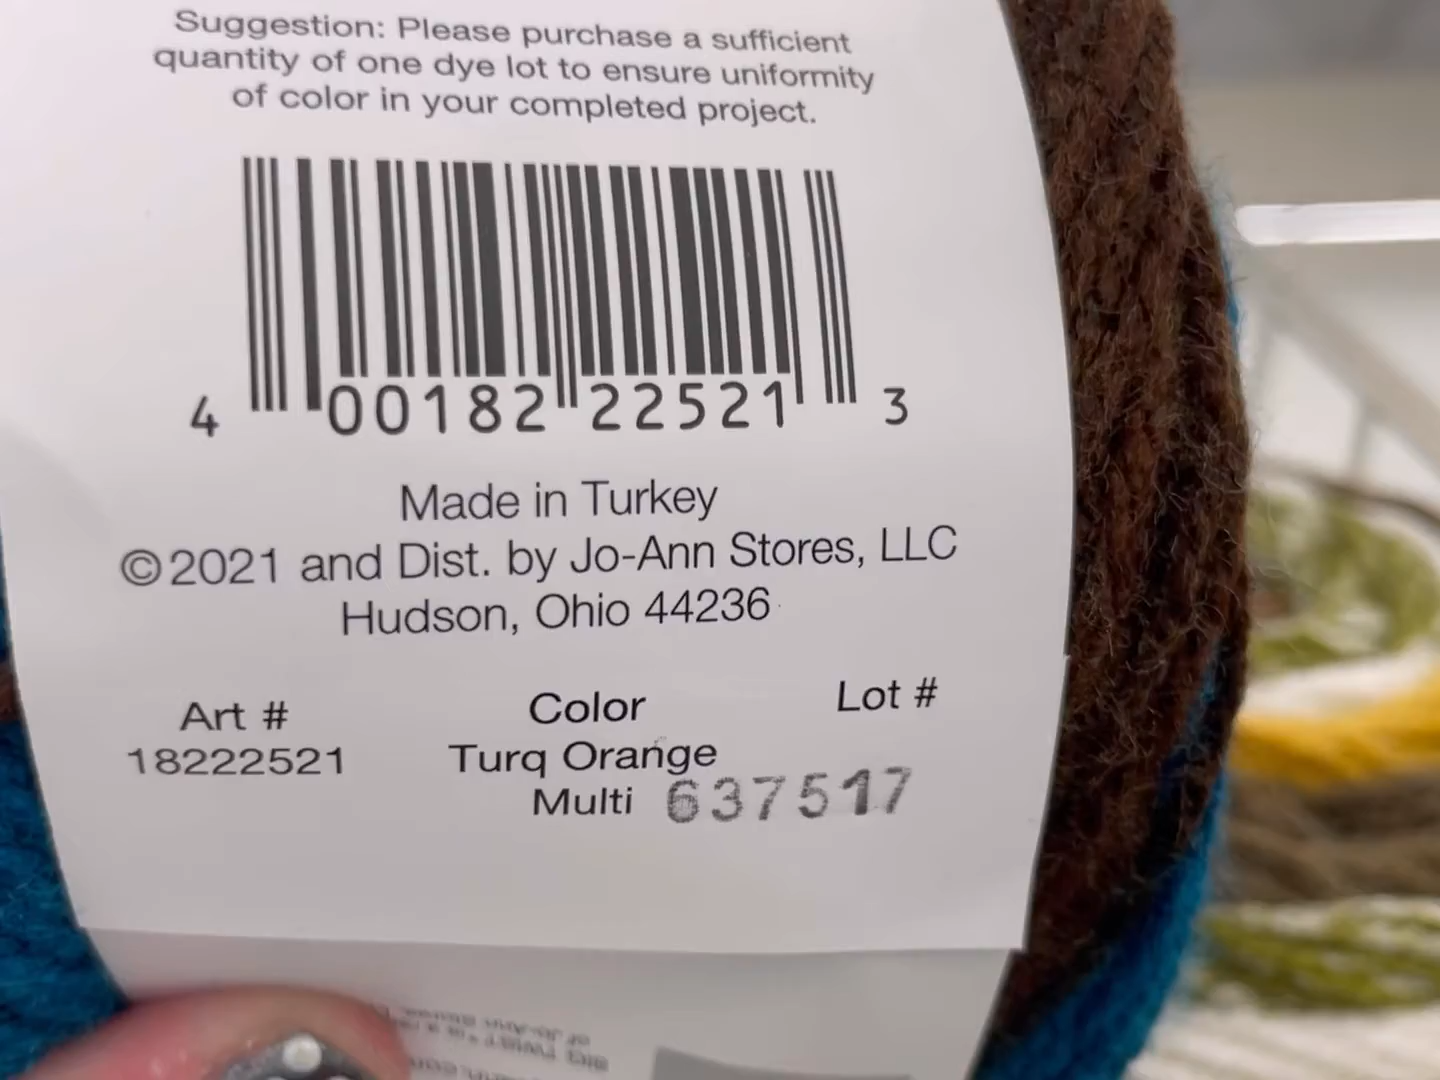 Suggestion: Please purchase a sufficient
quantity of one dye lot to ensure uniformity
of color in your completed project.
4 00182 22521 3
Made in Turkey
©2021 and Dist. by Jo-Ann Stores, LLC
Hudson, Ohio 44236
Art # Color Lot #
18222521 Turq Orange
Multi 637517